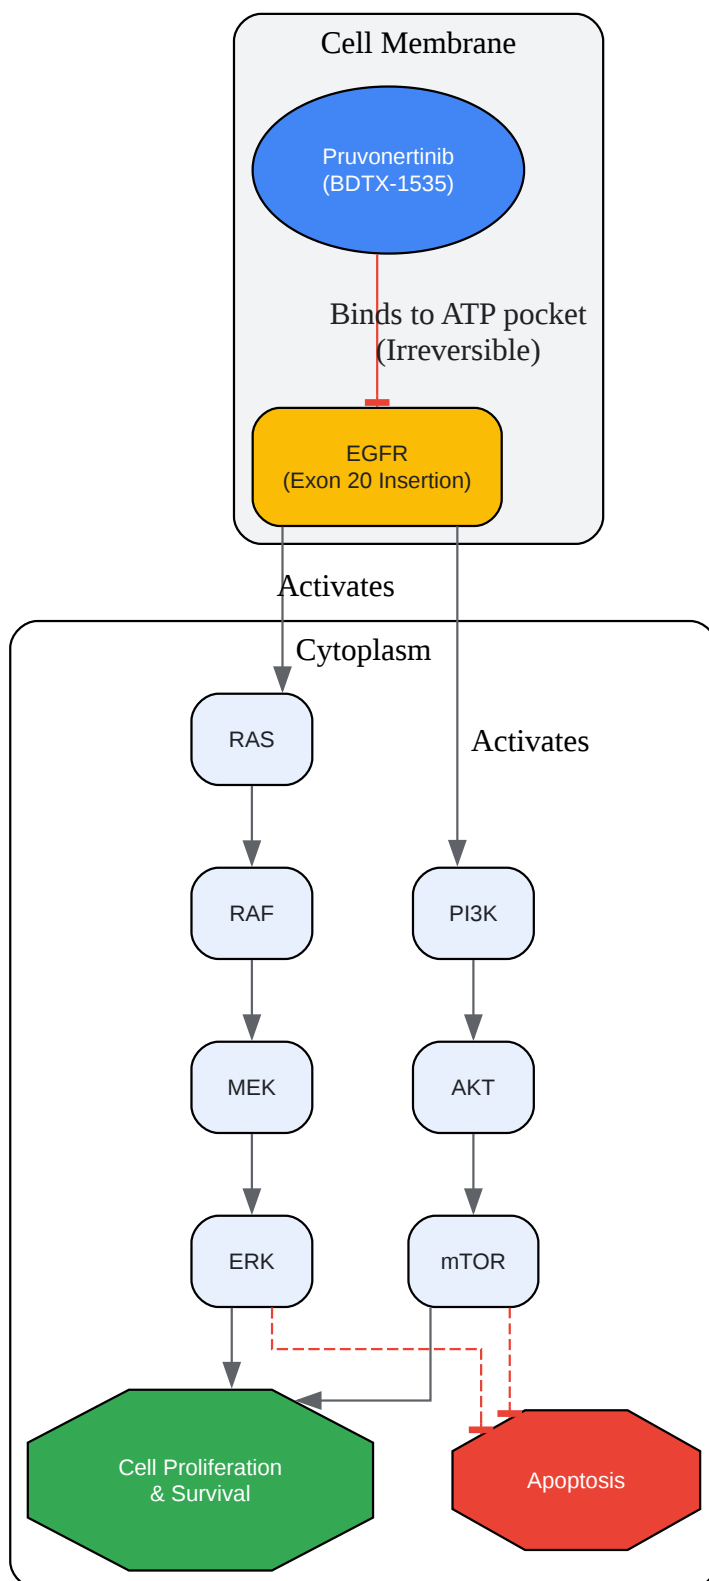 Cell Membrane
Pruvonertinib
(BDTX-1535)
Binds to ATP pocket
(Irreversible)
EGFR
(Exon 20 Insertion)
Activates
Cytoplasm
RAS
Activates
RAF
PI3K
MEK
AKT
ERK
mTOR
Cell Proliferation
& Survival
Apoptosis